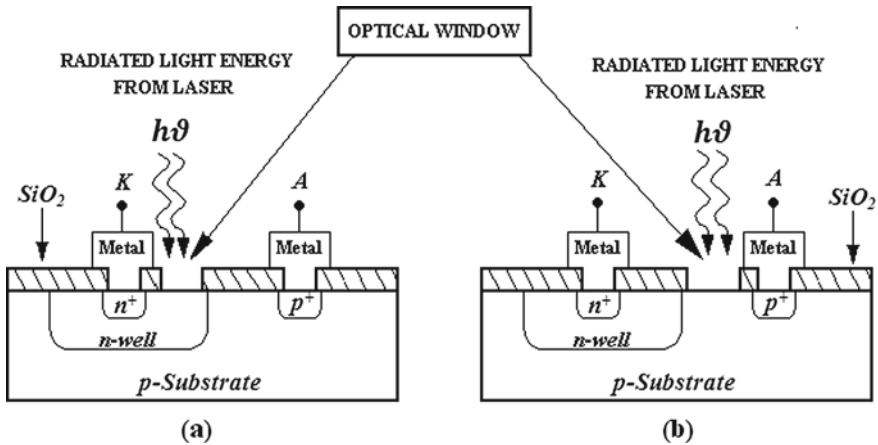 OPTICAL WINDOW
RADIATED LIGHT ENERGY
FROM LASER
hϑ
K
A
SiO₂
Metal
Metal
n⁺
p⁺
n-well
p-Substrate
(a)
RADIATED LIGHT ENERGY
FROM LASER
hϑ
K
A
SiO₂
Metal
Metal
n⁺
p⁺
n-well
p-Substrate
(b)